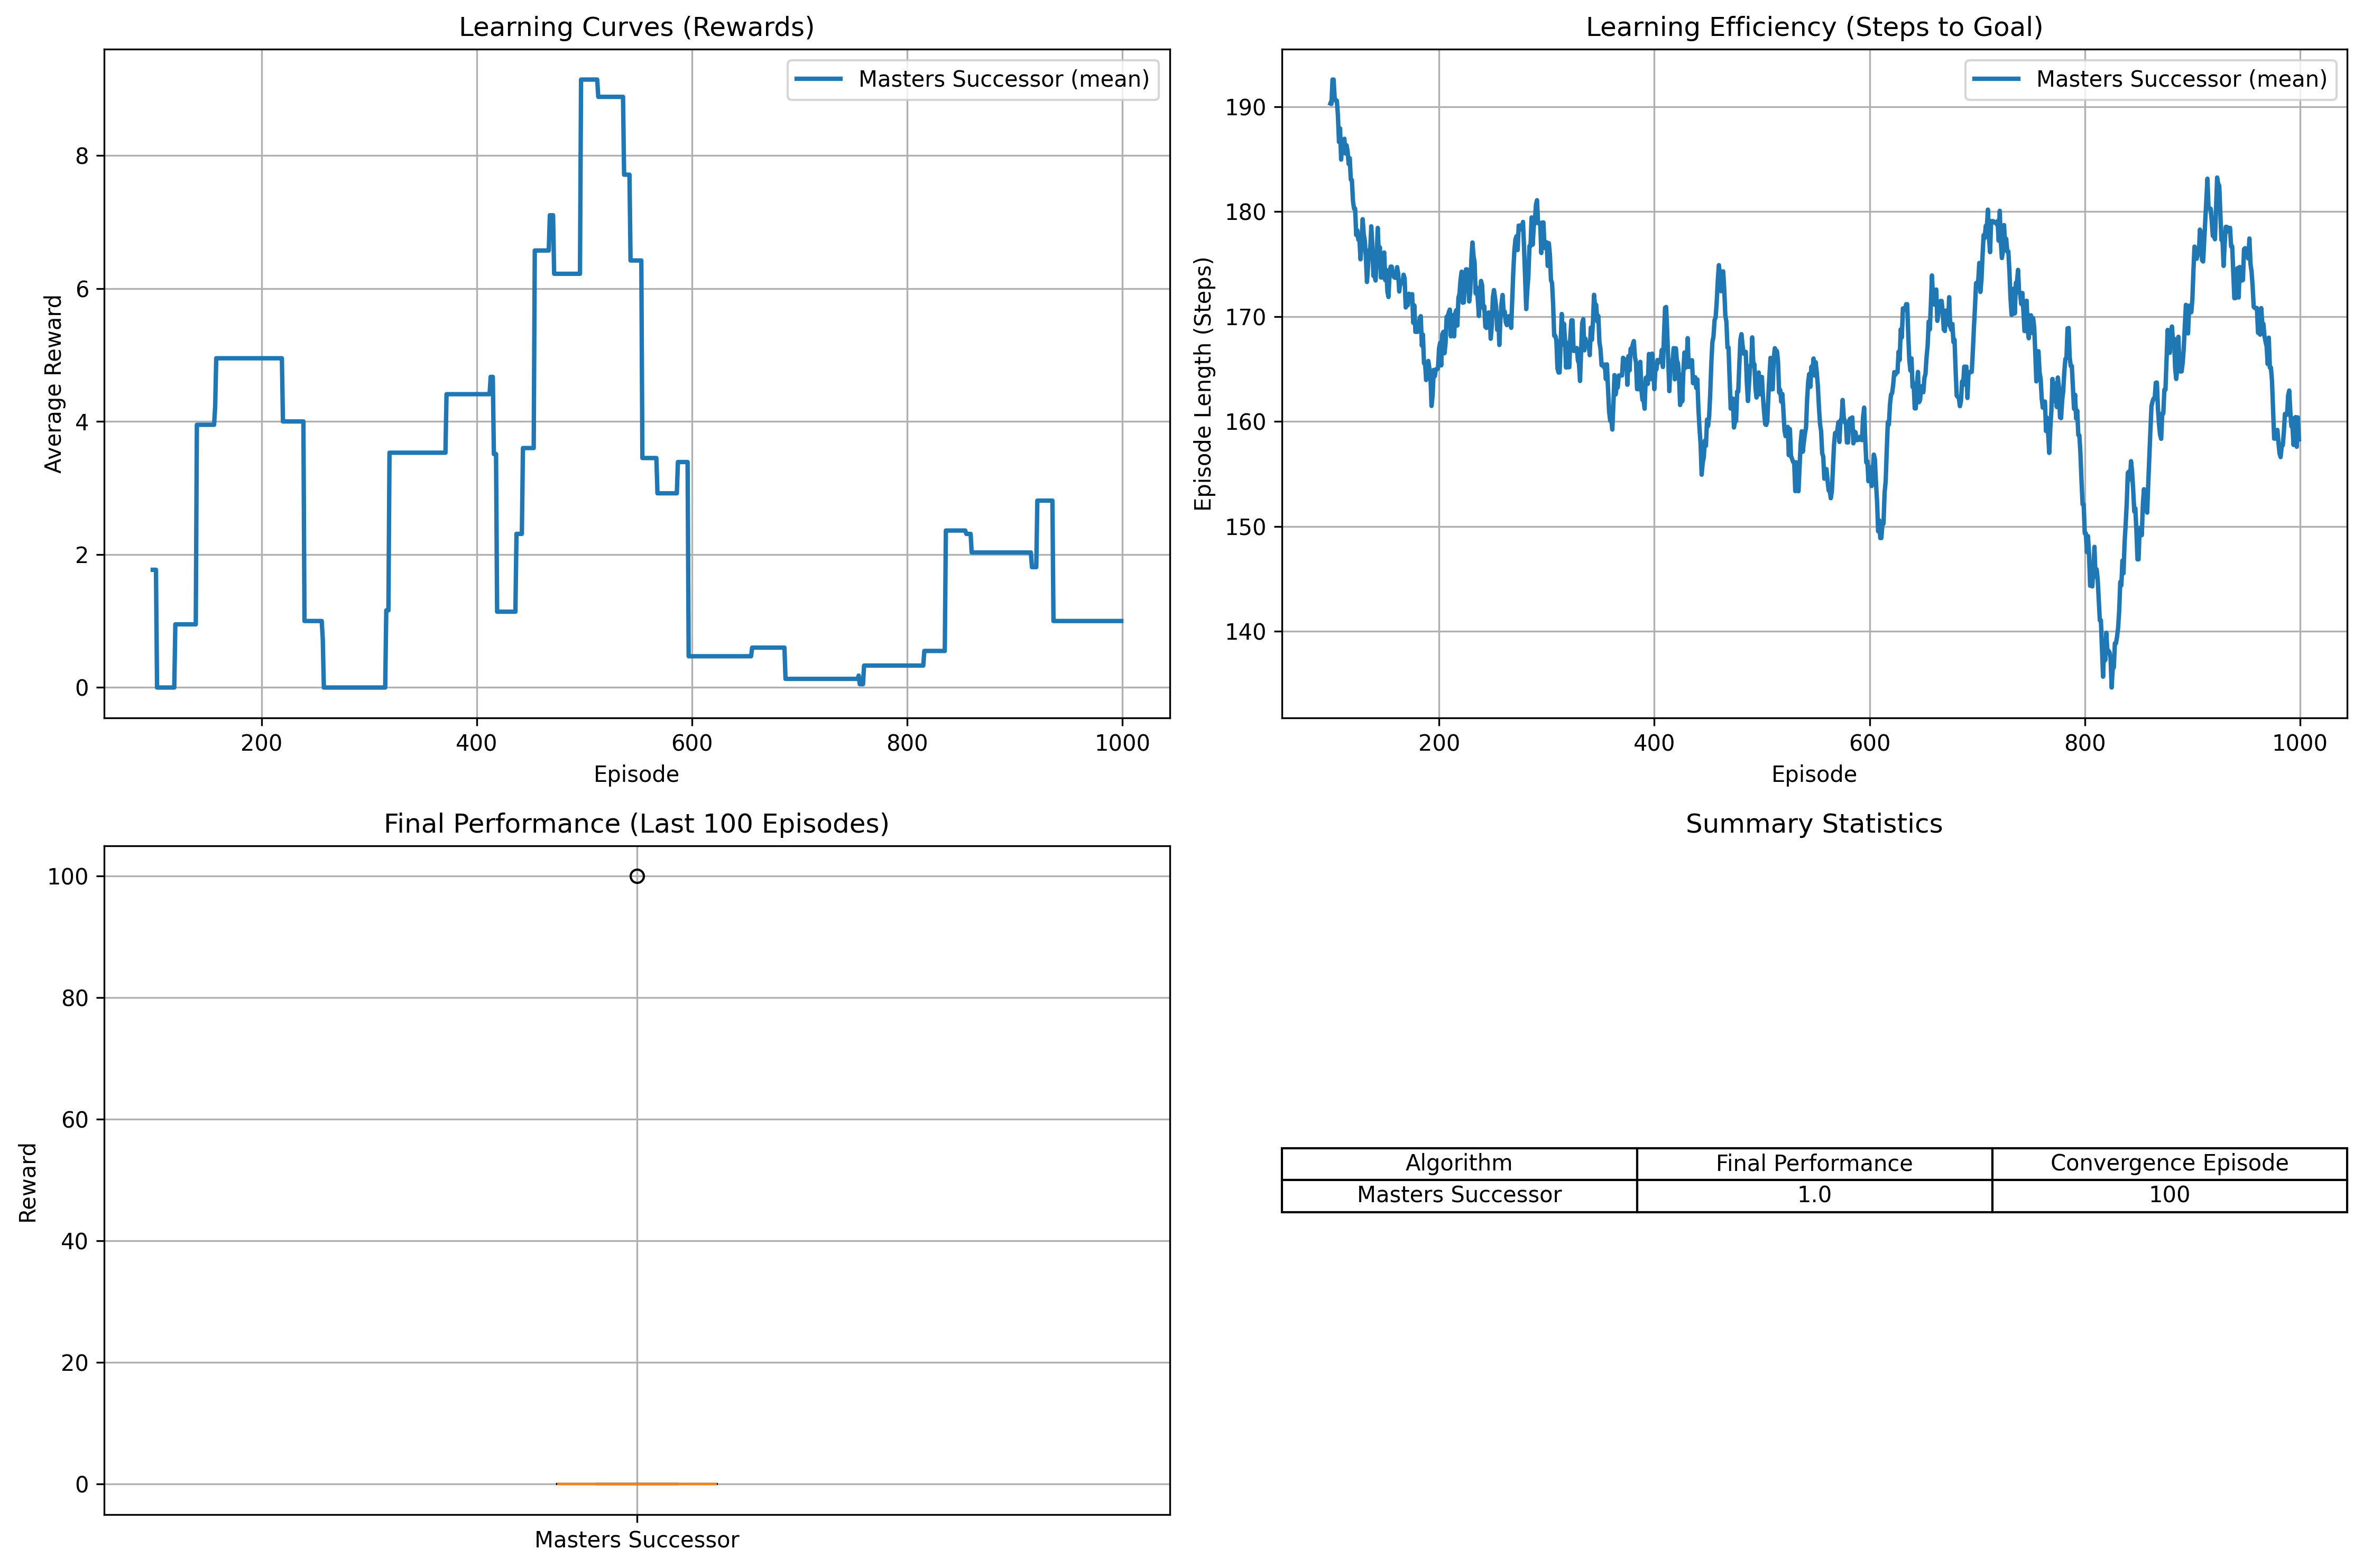 Learning Curves (Rewards)
Masters Successor (mean)
Average Reward
8
6
4
2
0
200 400 600 800 1000
Episode
Learning Efficiency (Steps to Goal)
Masters Successor (mean)
Episode Length (Steps)
190
180
170
160
150
140
200 400 600 800 1000
Episode
Final Performance (Last 100 Episodes)
Reward
100
80
60
40
20
0
Masters Successor
Summary Statistics
Algorithm Final Performance Convergence Episode
Masters Successor 1.0 100